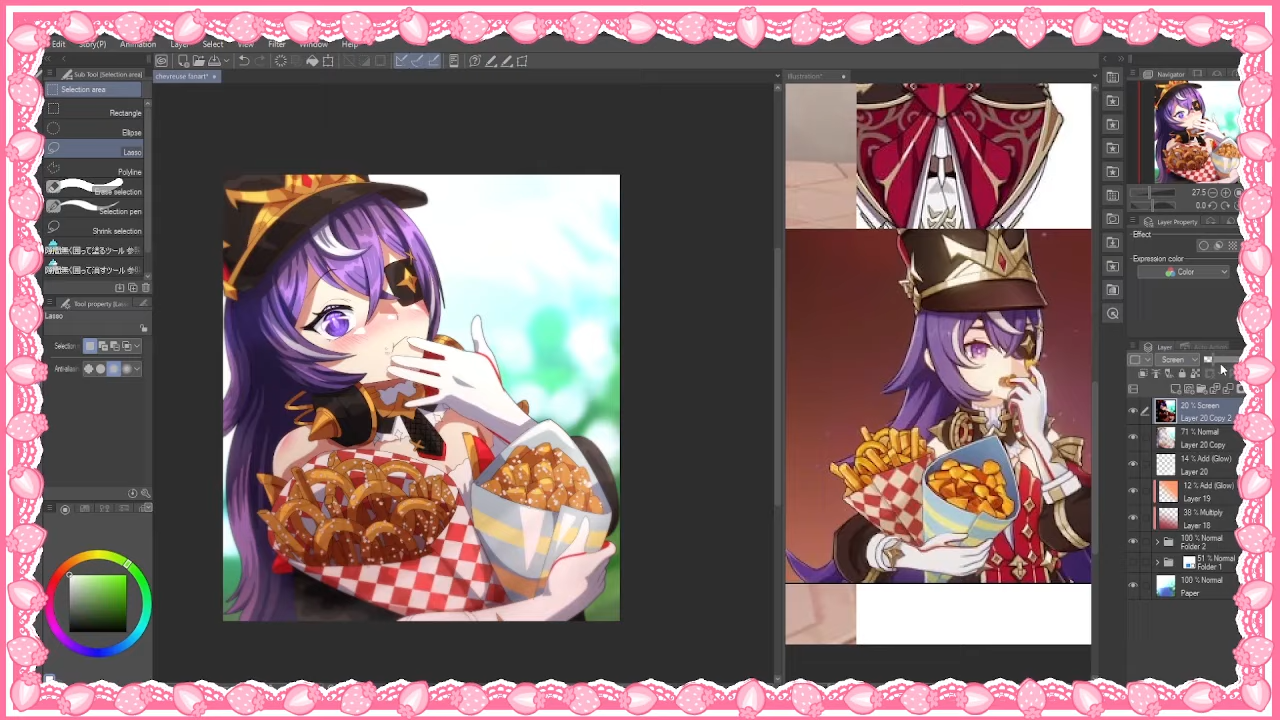 Edit Story(P) Animation Layer Select View Filter Window Help
Sub Tool [Selection area]
Selection area
Rectangle
Ellipse
Lasso
Polyline
Erase selection
Selection pen
Shrink selection
Tool property [Lass
Lasso
Selection
Anti-alias
chevreuse fanart*
Illustration*
Navigator
27.5
0.0
Layer Property
Effect
Expression color
Color
Layer
Screen
20 % Screen
Layer 20 Copy 2
71 % Normal
Layer 20 Copy
14 % Add (Glow)
Layer 20
12 % Add (Glow)
Layer 19
38 % Multiply
Layer 18
100 % Normal
Folder 2
51 % Normal
Folder 1
100 % Normal
Paper